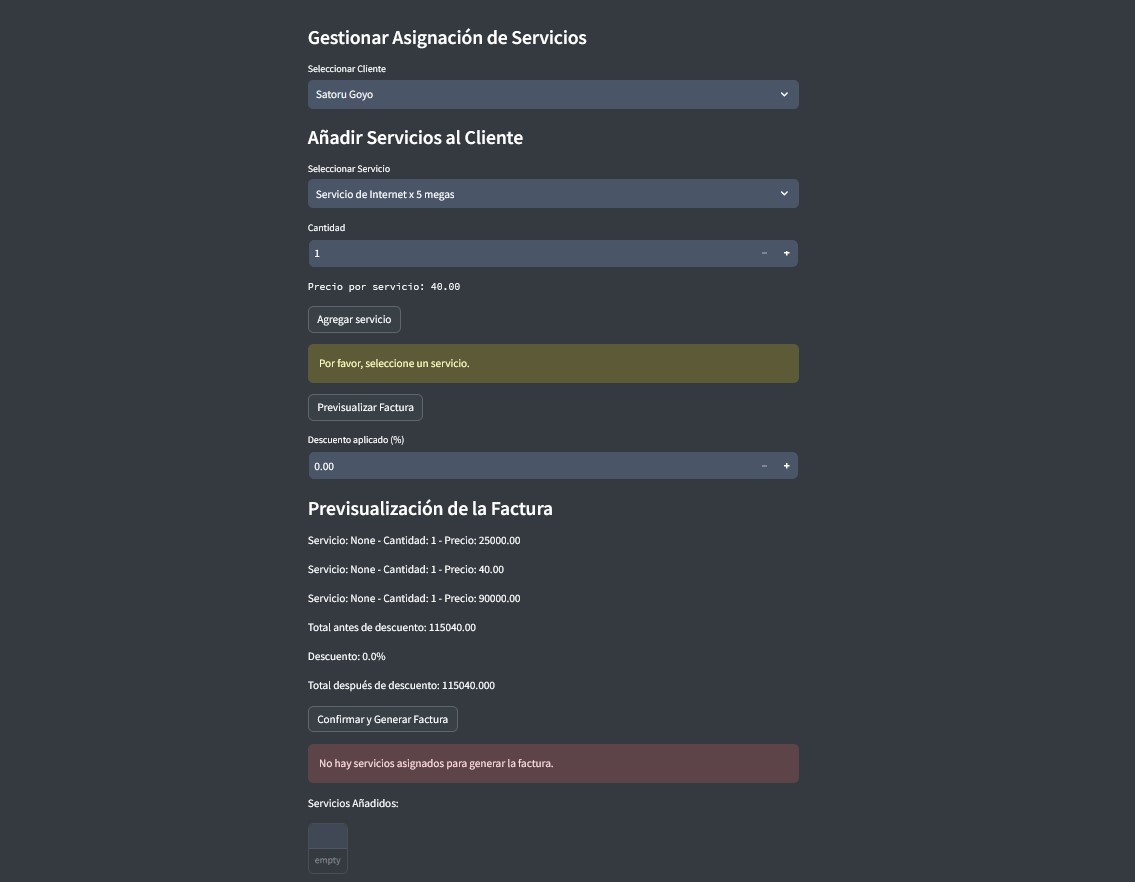 Gestionar Asignación de Servicios
Seleccionar Cliente
Satoru Goyo
Añadir Servicios al Cliente
Seleccionar Servicio
Servicio de Internet x 5 megas
Cantidad
1
Precio por servicio: 40.00
Agregar servicio
Por favor, seleccione un servicio.
Previsualizar Factura
Descuento aplicado (%)
0.00
Previsualización de la Factura
Servicio: None - Cantidad: 1 - Precio: 25000.00
Servicio: None - Cantidad: 1 - Precio: 40.00
Servicio: None - Cantidad: 1 - Precio: 90000.00
Total antes de descuento: 115040.00
Descuento: 0.0%
Total después de descuento: 115040.000
Confirmar y Generar Factura
No hay servicios asignados para generar la factura.
Servicios Añadidos:
empty